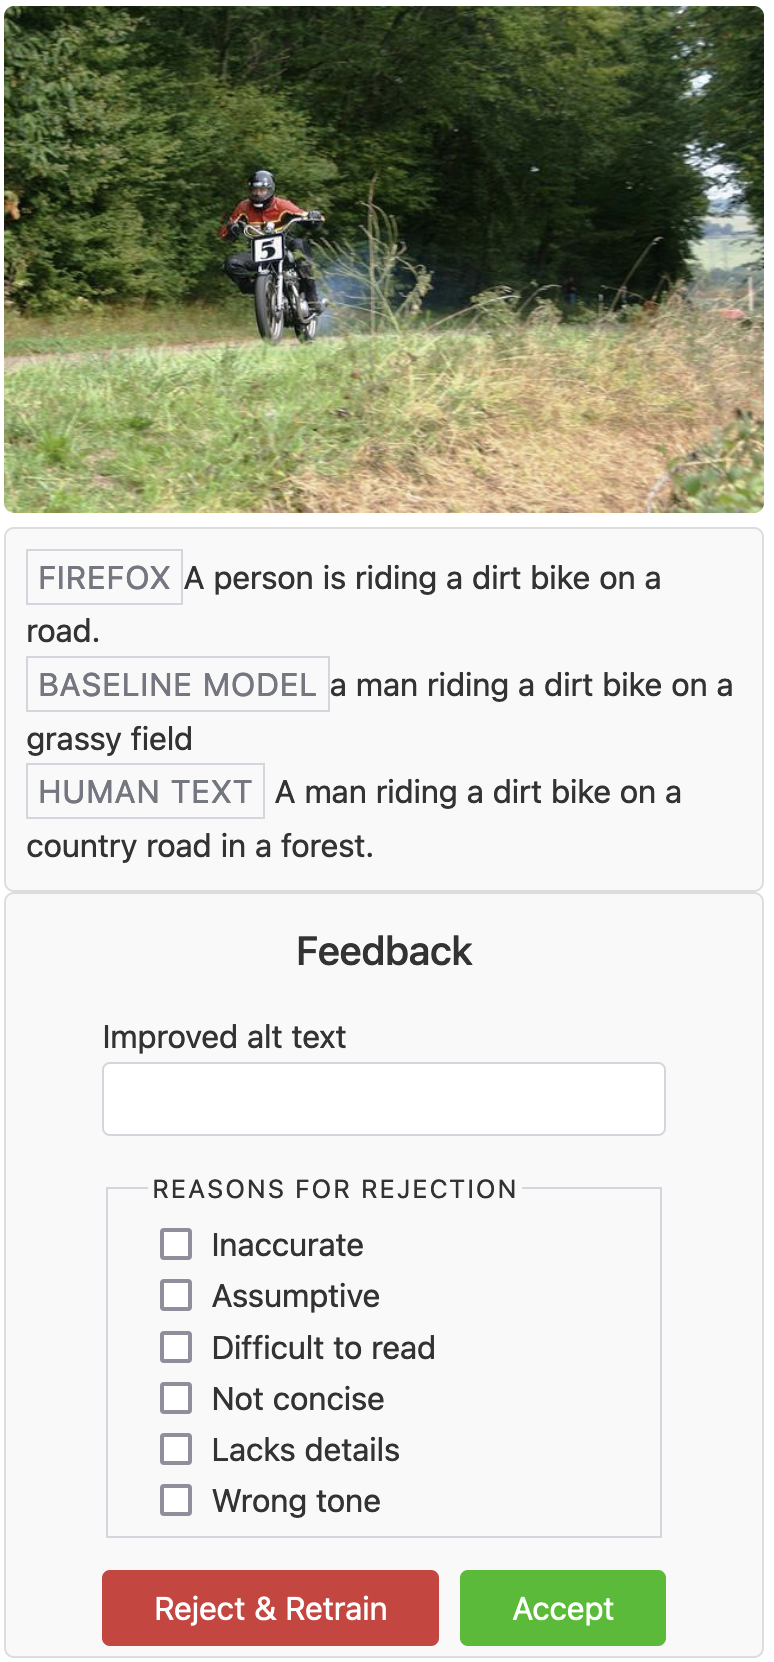 5
FIREFOX A person is riding a dirt bike on a
road.
BASELINE MODEL a man riding a dirt bike on a
grassy field
HUMAN TEXT A man riding a dirt bike on a
country road in a forest.
Feedback
Improved alt text
REASONS FOR REJECTION
Inaccurate
Assumptive
Difficult to read
Not concise
Lacks details
Wrong tone
Reject & Retrain Accept